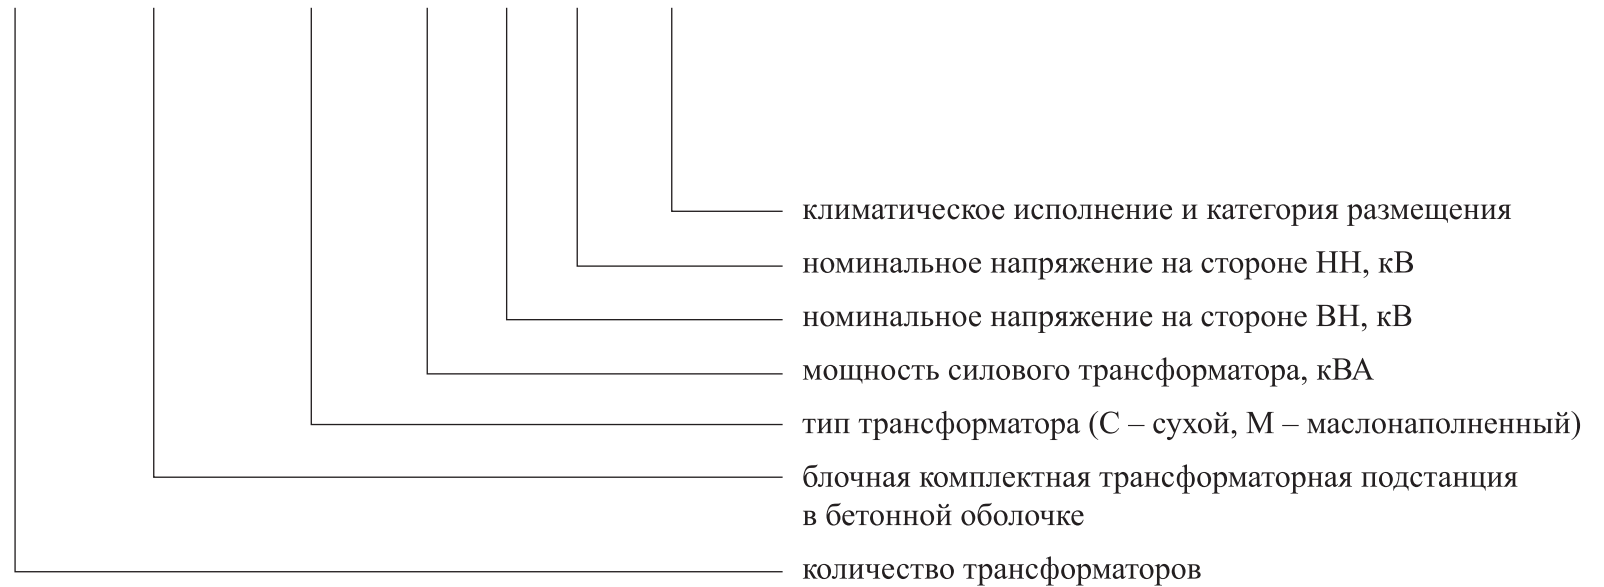 климатическое исполнение и категория размещения
номинальное напряжение на стороне НН, кВ
номинальное напряжение на стороне ВН, кВ
мощность силового трансформатора, кВА
тип трансформатора (С – сухой, М – маслонаполненный)
блочная комплектная трансформаторная подстанция
в бетонной оболочке
количество трансформаторов